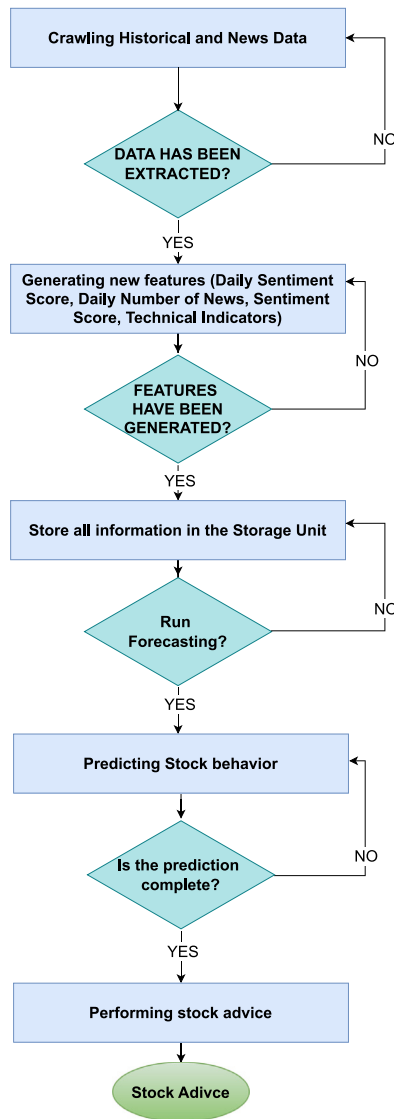 Crawling Historical and News Data
NO
DATA HAS BEEN
EXTRACTED?
YES
Generating new features (Daily Sentiment
Score, Daily Number of News, Sentiment
Score, Technical Indicators)
NO
FEATURES
HAVE BEEN
GENERATED?
YES
Store all information in the Storage Unit
NO
Run
Forecasting?
YES
Predicting Stock behavior
NO
Is the prediction
complete?
YES
Performing stock advice
Stock Adivce